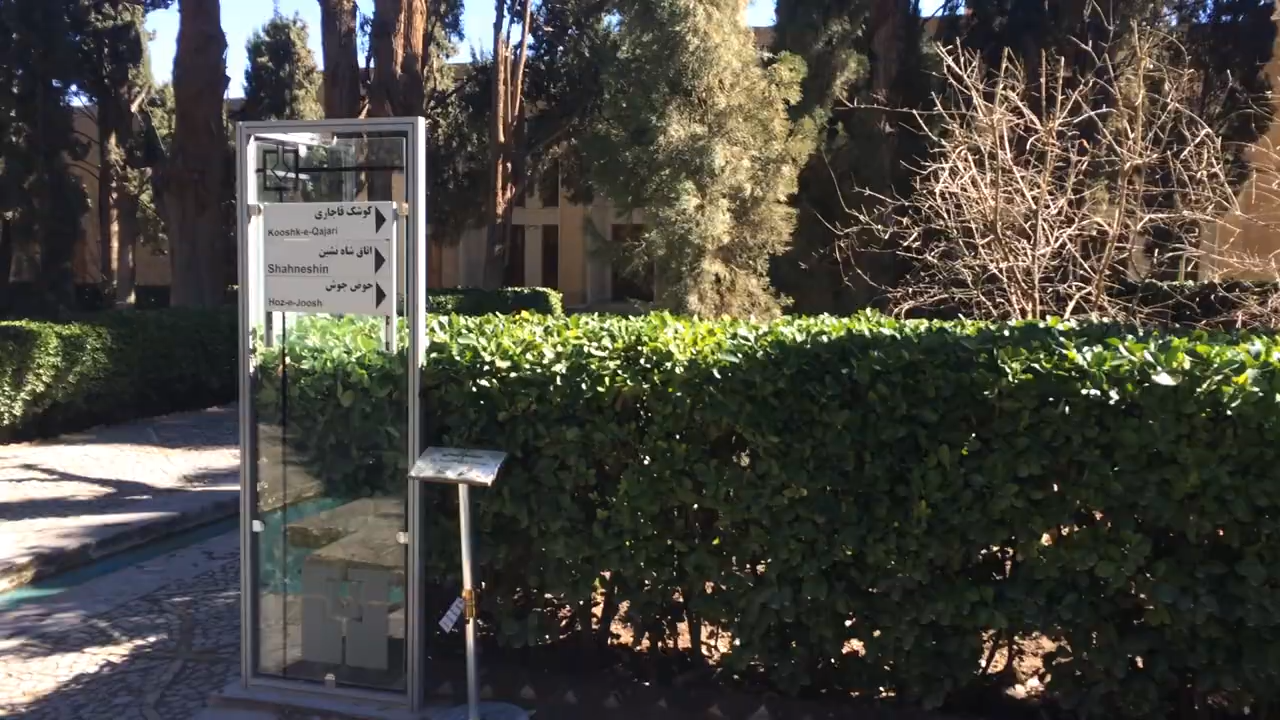 کوشک قاجاری
Kooshk-e-Qajari
اتاق شاه نشین
Shahneshin
حوض جوش
Hoz-e-Joosh